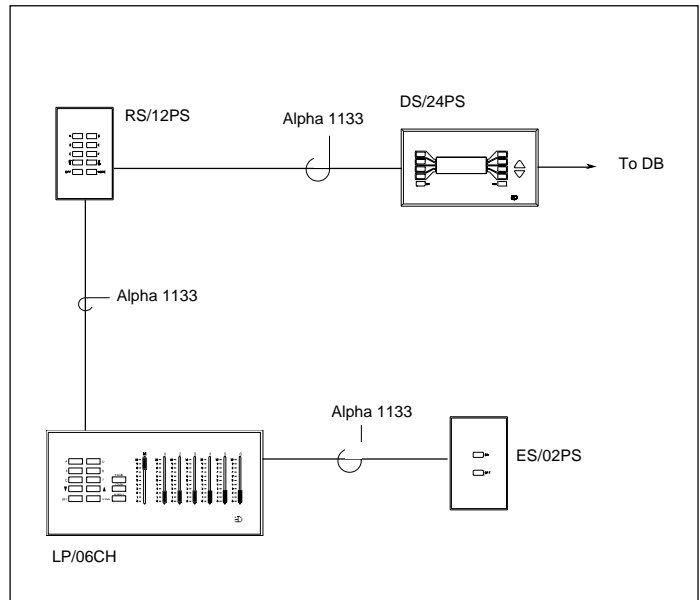 RS/12PS
Alpha 1133
DS/24PS
To DB
Alpha 1133
Alpha 1133
ES/02PS
LP/06CH